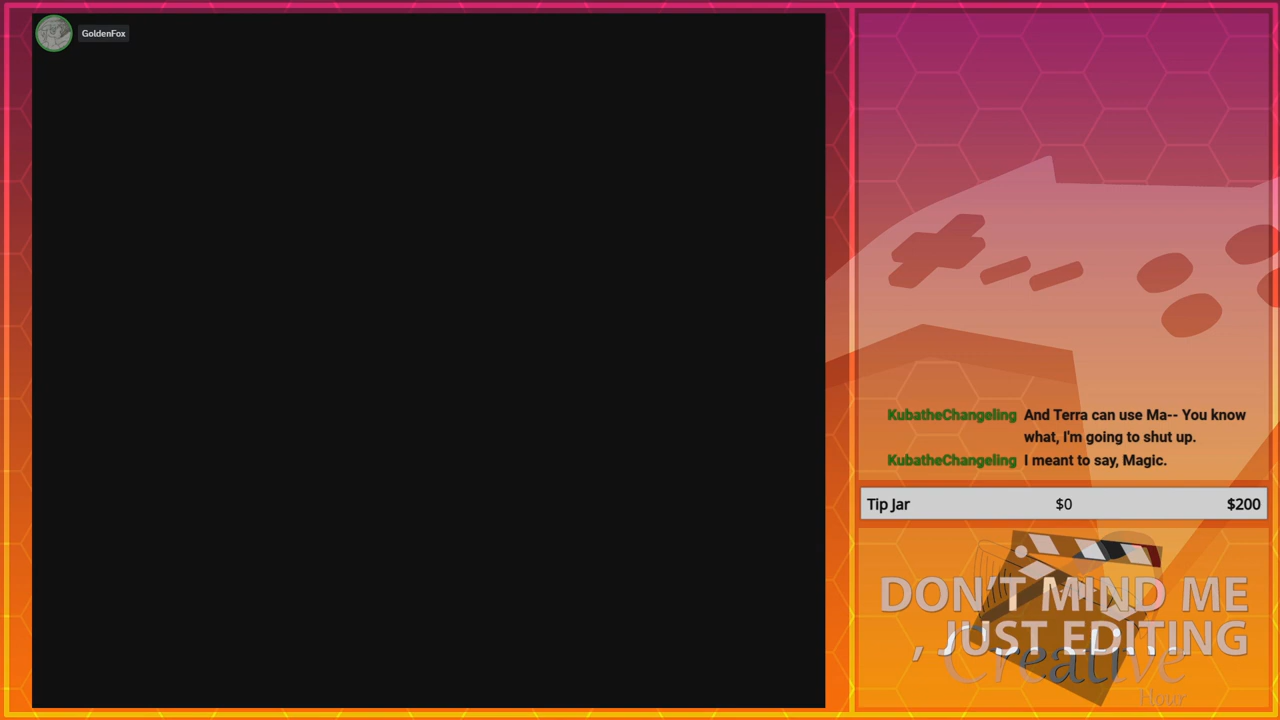 GoldenFox
KubatheChangeling And Terra can use Ma-- You know
what, I'm going to shut up.
KubatheChangeling I meant to say, Magic.
Tip Jar $0 $200
DON'T MIND ME
, JUST EDITING
Creative
Hour